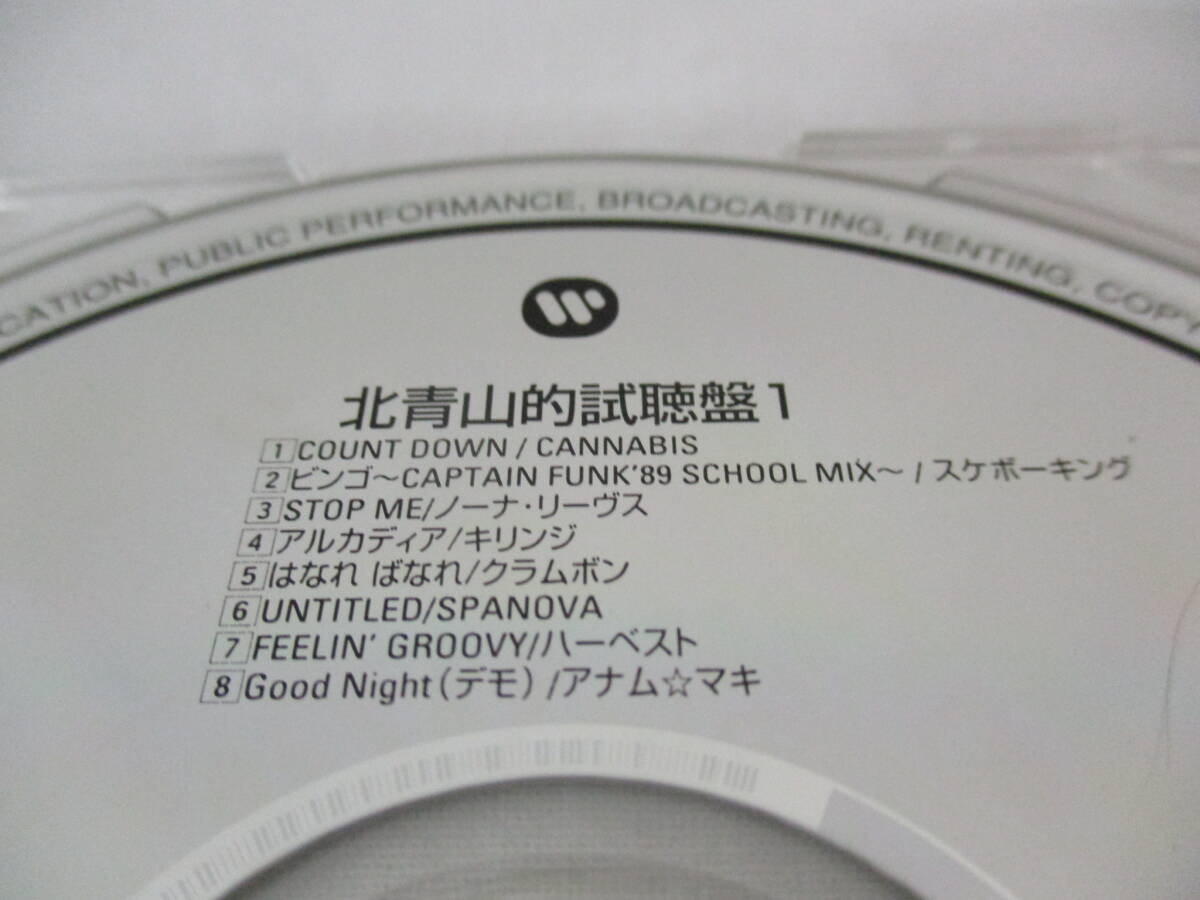 CATION, PUBLIC PERFORMANCE, BROADCASTING, RENTING, COPY
北青山的試聴盤1
1 COUNT DOWN / CANNABIS
2 ビンゴ〜CAPTAIN FUNK'89 SCHOOL MIX〜 / スケボーキング
3 STOP ME/ノーナ・リーヴス
4 アルカディア/キリンジ
5 はなれ ばなれ/クラムボン
6 UNTITLED/SPANOVA
7 FEELIN' GROOVY/ハーベスト
8 Good Night(デモ) /アナム☆マキ